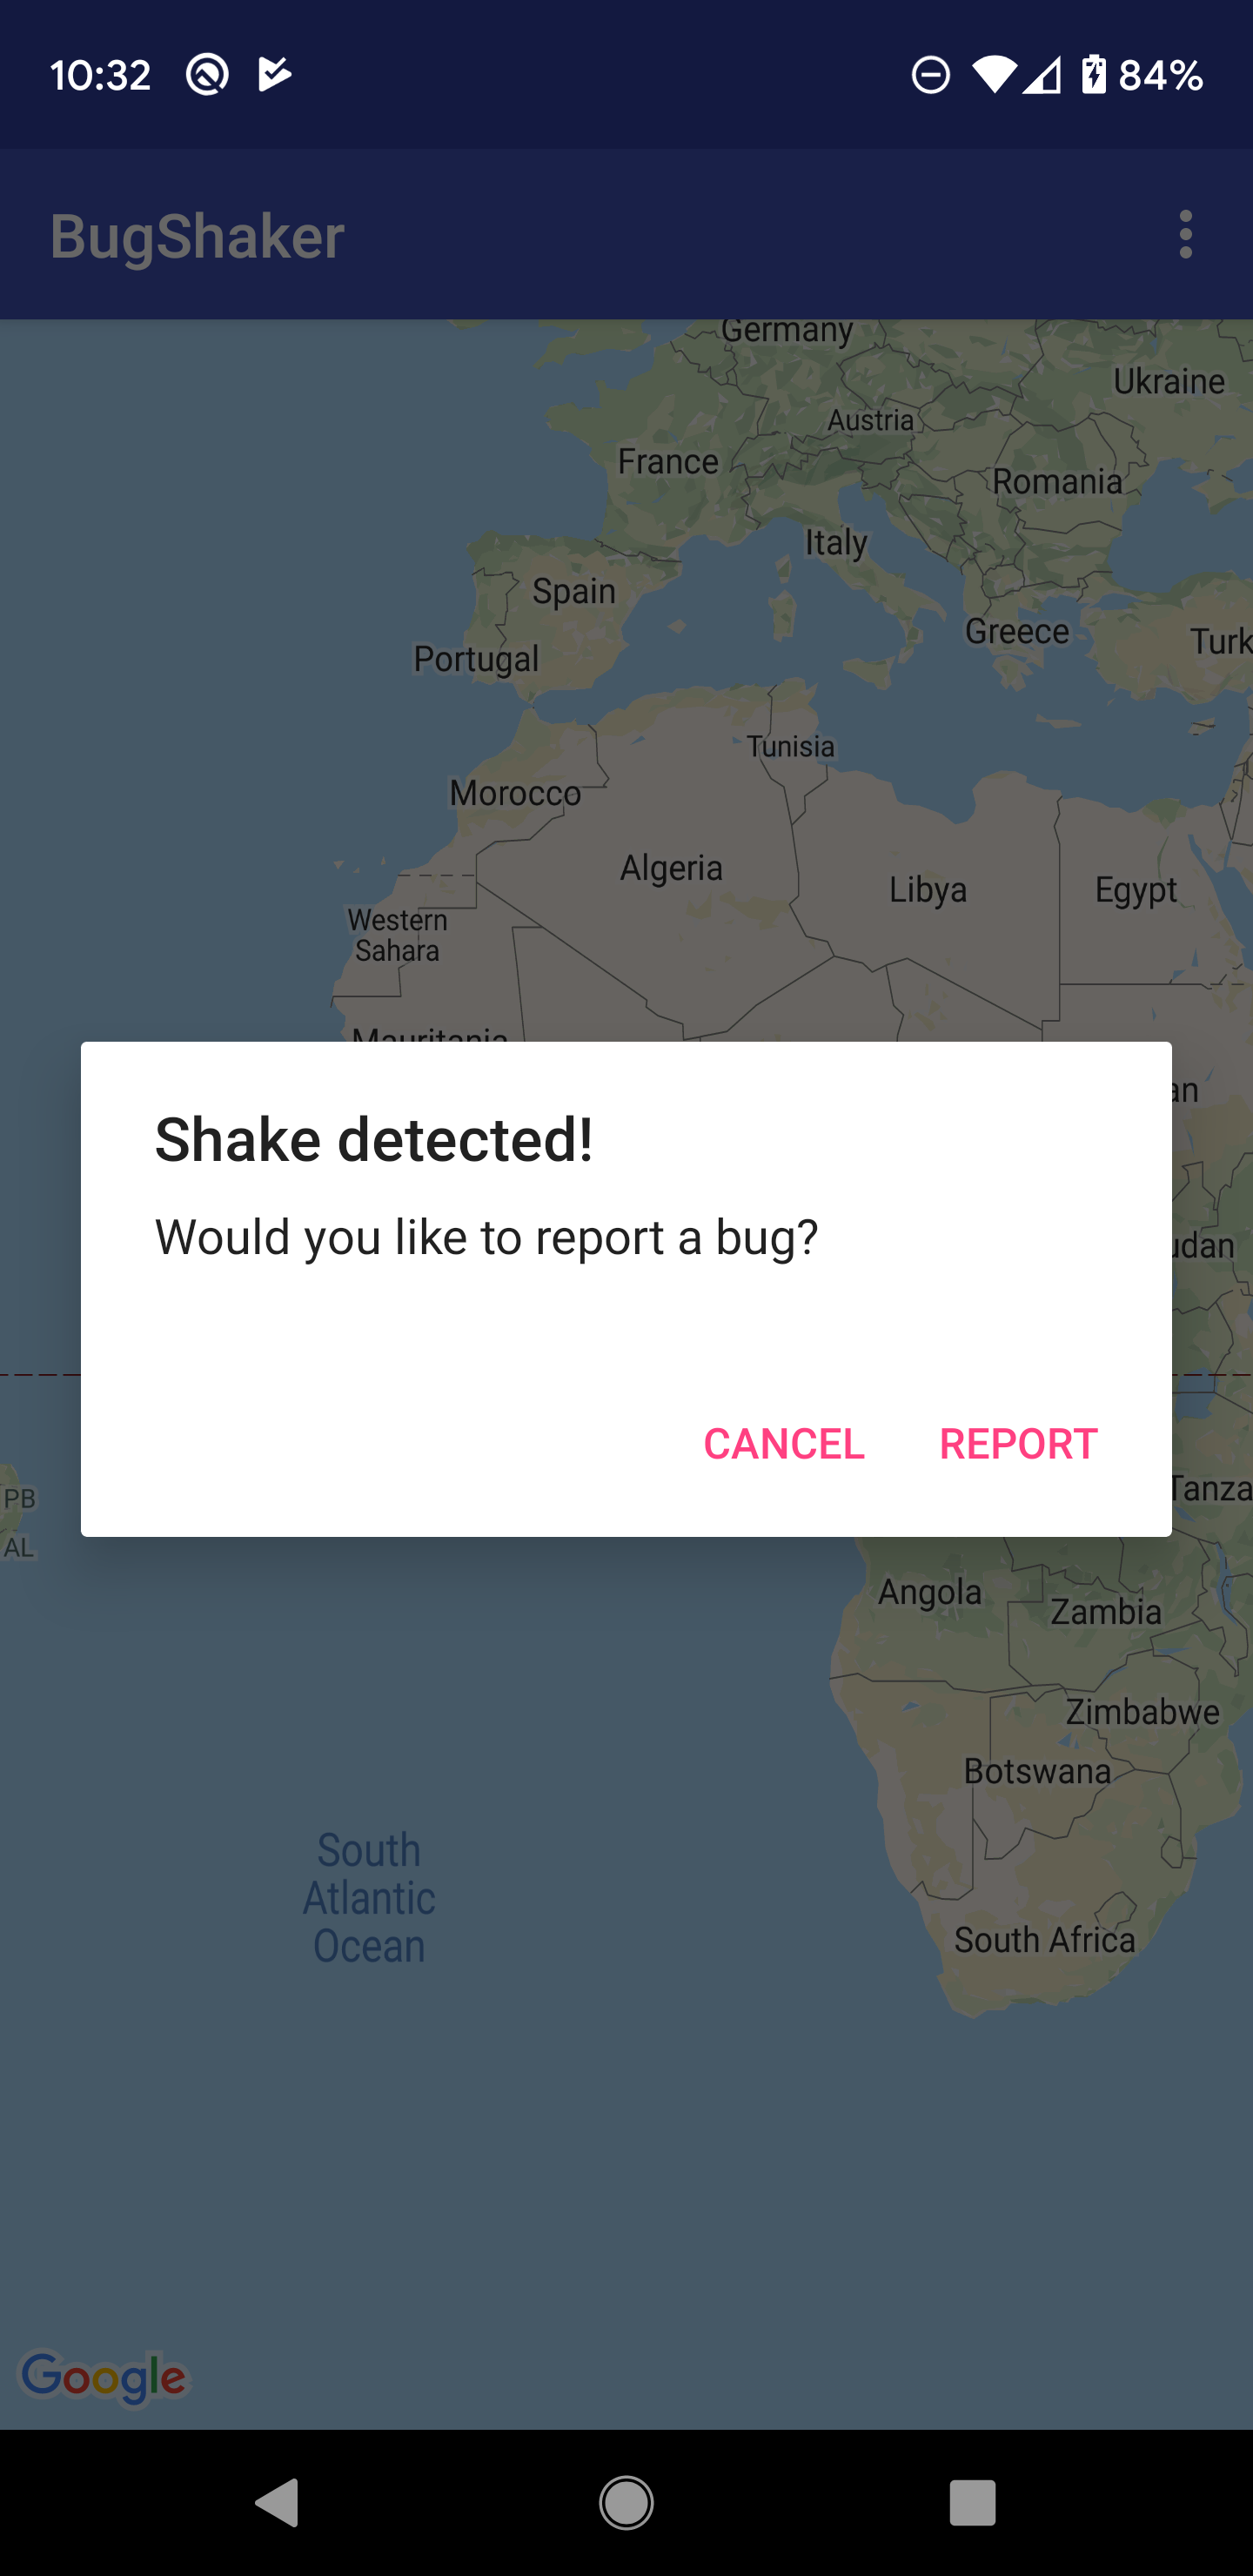 10:32
84%
BugShaker
Germany
Ukraine
Austria
France
Romania
Italy
Spain
Greece
Turk
Portugal
Tunisia
Morocco
Algeria
Libya
Egypt
Western
Sahara
Mauritania
an
Shake detected!
Would you like to report a bug?
udan
CANCEL
REPORT
Tanza
PB
AL
Angola
Zambia
Zimbabwe
Botswana
South
Atlantic
Ocean
South Africa
Google